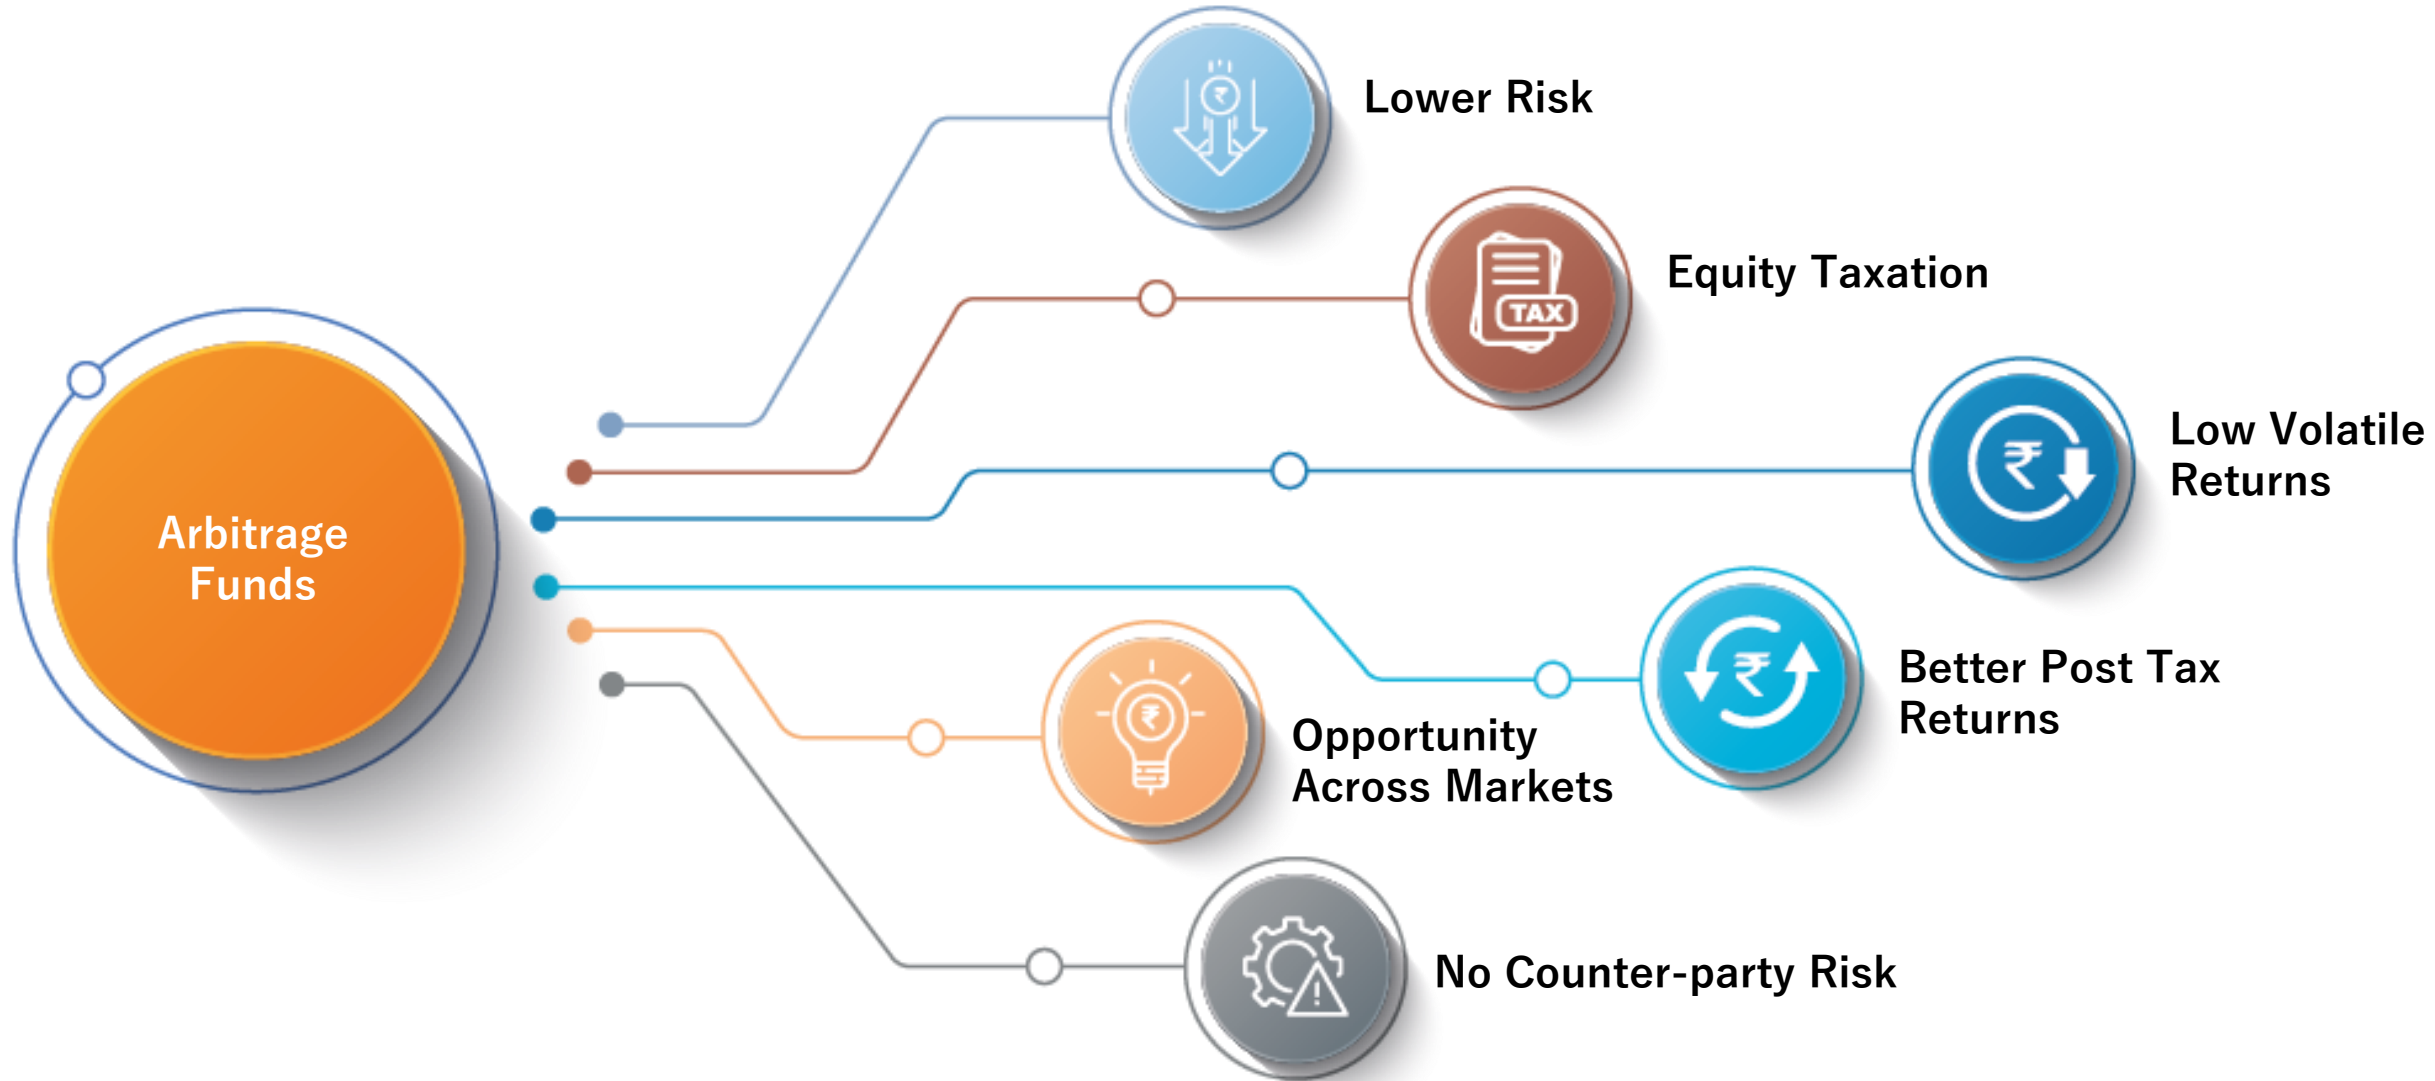 Lower Risk
Equity Taxation
TAX
Low Volatile
Returns
Arbitrage
Funds
₹
₹
₹
₹
Better Post Tax
Returns
Opportunity
Across Markets
No Counter-party Risk
!